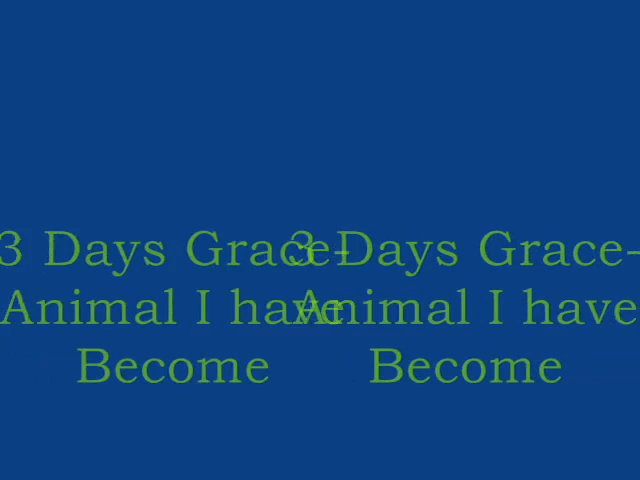 3 Days Grace- 3 Days Grace-
Animal I have Animal I have
Become Become